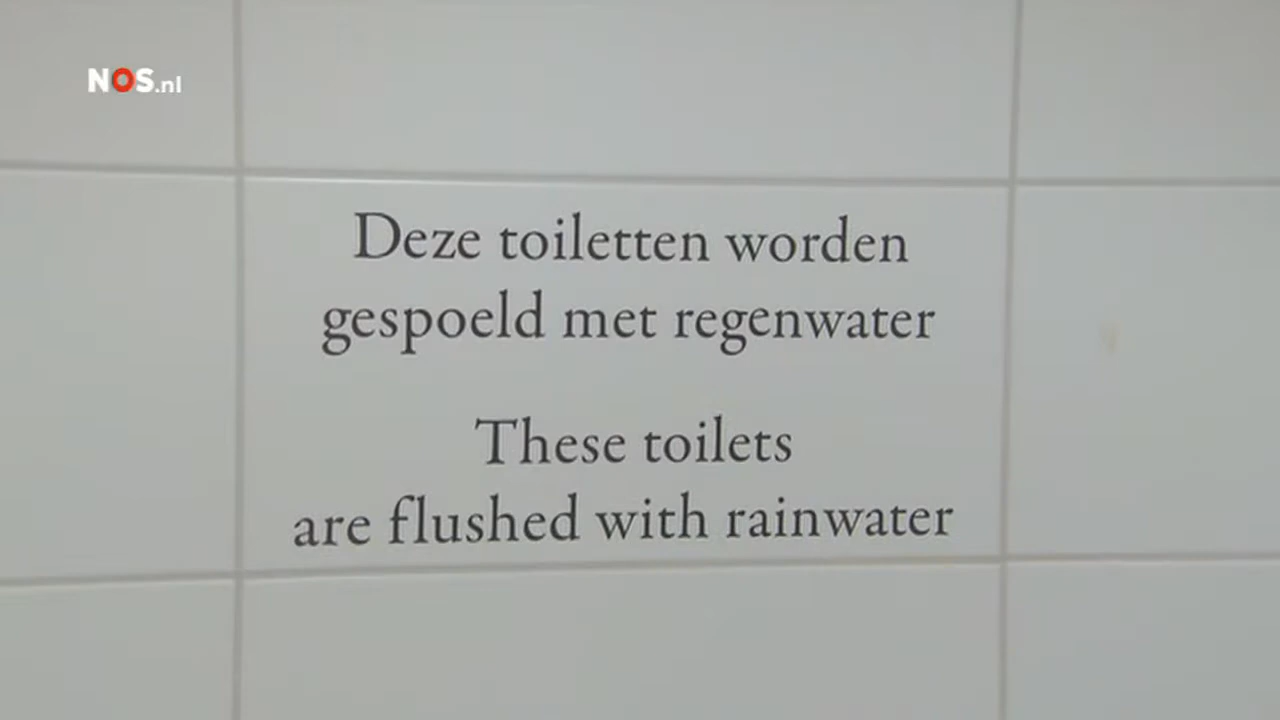 NOS.nl
Deze toiletten worden
gespoeld met regenwater
These toilets
are flushed with rainwater